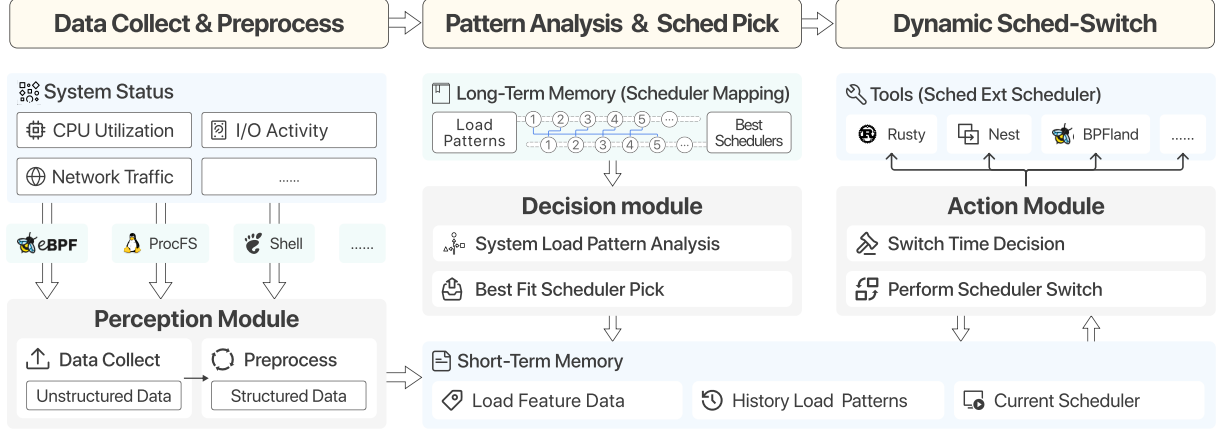 Data Collect & Preprocess
Pattern Analysis & Sched Pick
Dynamic Sched-Switch
System Status
CPU Utilization
I/O Activity
Network Traffic
......
eBPF
ProcFS
Shell
......
Perception Module
Data Collect
Preprocess
Unstructured Data
Structured Data
Long-Term Memory (Scheduler Mapping)
Load
Patterns
1 2 3 4 5 ...
1 2 3 4 5 ...
Best
Schedulers
Decision module
System Load Pattern Analysis
Best Fit Scheduler Pick
Tools (Sched Ext Scheduler)
Rusty
Nest
BPFland
......
Action Module
Switch Time Decision
Perform Scheduler Switch
Short-Term Memory
Load Feature Data
History Load Patterns
Current Scheduler